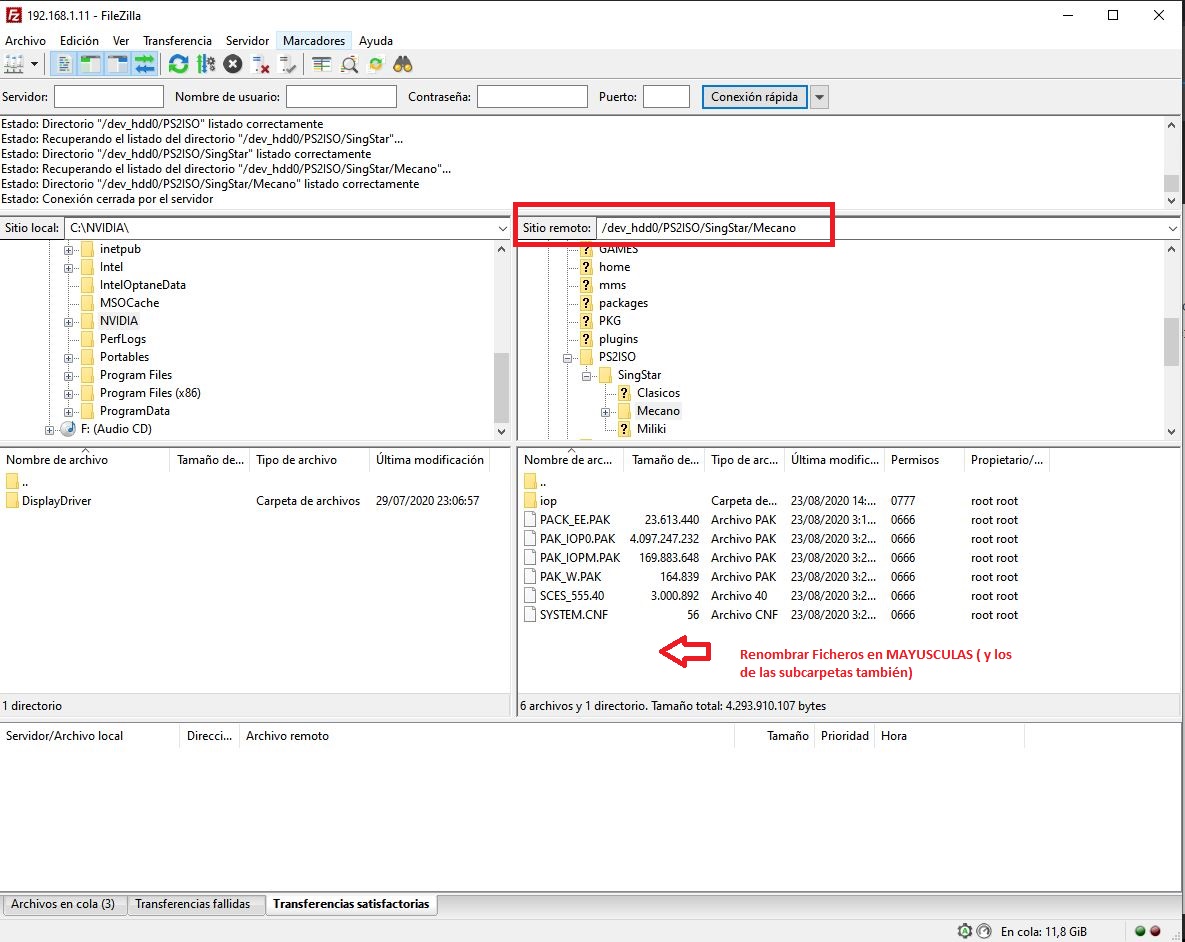 192.168.1.11 - FileZilla
Archivo Edición Ver Transferencia Servidor Marcadores Ayuda
Servidor: Nombre de usuario: Contraseña: Puerto: Conexión rápida
Estado: Directorio "/dev_hdd0/PS2ISO" listado correctamente
Estado: Recuperando el listado del directorio "/dev_hdd0/PS2ISO/SingStar"...
Estado: Directorio "/dev_hdd0/PS2ISO/SingStar" listado correctamente
Estado: Recuperando el listado del directorio "/dev_hdd0/PS2ISO/SingStar/Mecano"...
Estado: Directorio "/dev_hdd0/PS2ISO/SingStar/Mecano" listado correctamente
Estado: Conexión cerrada por el servidor
Sitio local: C:\NVIDIA\
inetpub
Intel
IntelOptaneData
MSOCache
NVIDIA
PerfLogs
Portables
Program Files
Program Files (x86)
ProgramData
F: (Audio CD)
Sitio remoto: /dev_hdd0/PS2ISO/SingStar/Mecano
? GAMES
? home
? mms
? packages
? PKG
? plugins
PS2ISO
SingStar
? Clasicos
Mecano
? Miliki
Nombre de archivo Tamaño de... Tipo de archivo Última modificación
..
DisplayDriver Carpeta de archivos 29/07/2020 23:06:57
1 directorio
Nombre de arc... Tamaño de... Tipo de arc... Última modific... Permisos Propietario/...
..
iop Carpeta de... 23/08/2020 14:... 0777 root root
PACK_EE.PAK 23.613.440 Archivo PAK 23/08/2020 3:1... 0666 root root
PAK_IOP0.PAK 4.097.247.232 Archivo PAK 23/08/2020 3:2... 0666 root root
PAK_IOPM.PAK 169.883.648 Archivo PAK 23/08/2020 3:2... 0666 root root
PAK_W.PAK 164.839 Archivo PAK 23/08/2020 3:2... 0666 root root
SCES_555.40 3.000.892 Archivo 40 23/08/2020 3:2... 0666 root root
SYSTEM.CNF 56 Archivo CNF 23/08/2020 3:2... 0666 root root
Renombrar Ficheros en MAYUSCULAS ( y los
de las subcarpetas también)
6 archivos y 1 directorio. Tamaño total: 4.293.910.107 bytes
Servidor/Archivo local Direcci... Archivo remoto Tamaño Prioridad Hora
Archivos en cola (3) Transferencias fallidas Transferencias satisfactorias
En cola: 11,8 GiB